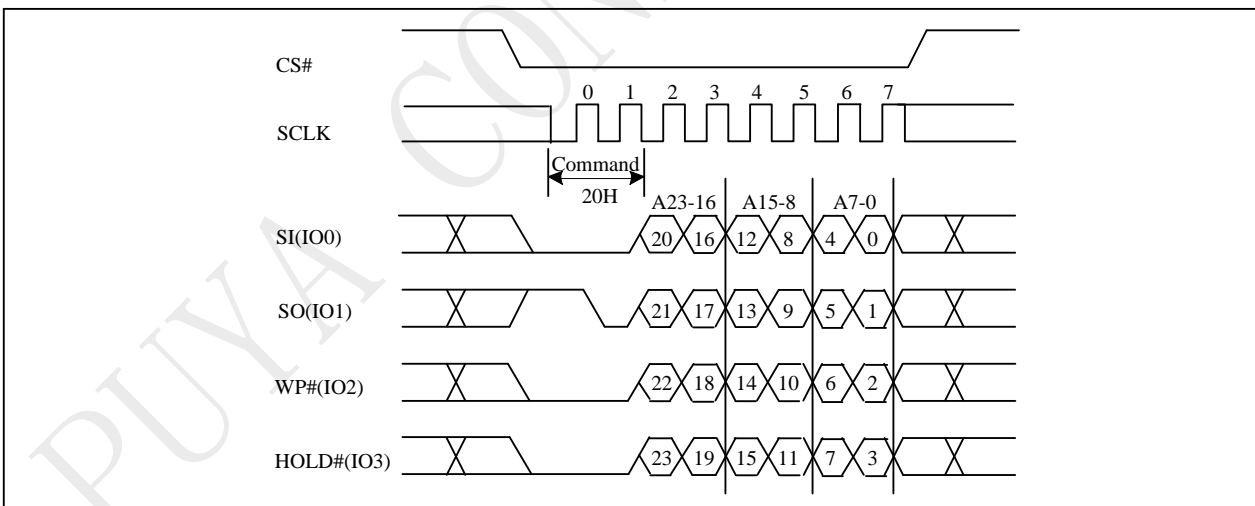 PUYA CON
CS#
0 1 2 3 4 5 6 7
SCLK
Command
20H
A23-16 A15-8 A7-0
SI(IO0) 20 16 12 8 4 0
SO(IO1) 21 17 13 9 5 1
WP#(IO2) 22 18 14 10 6 2
HOLD#(IO3) 23 19 15 11 7 3